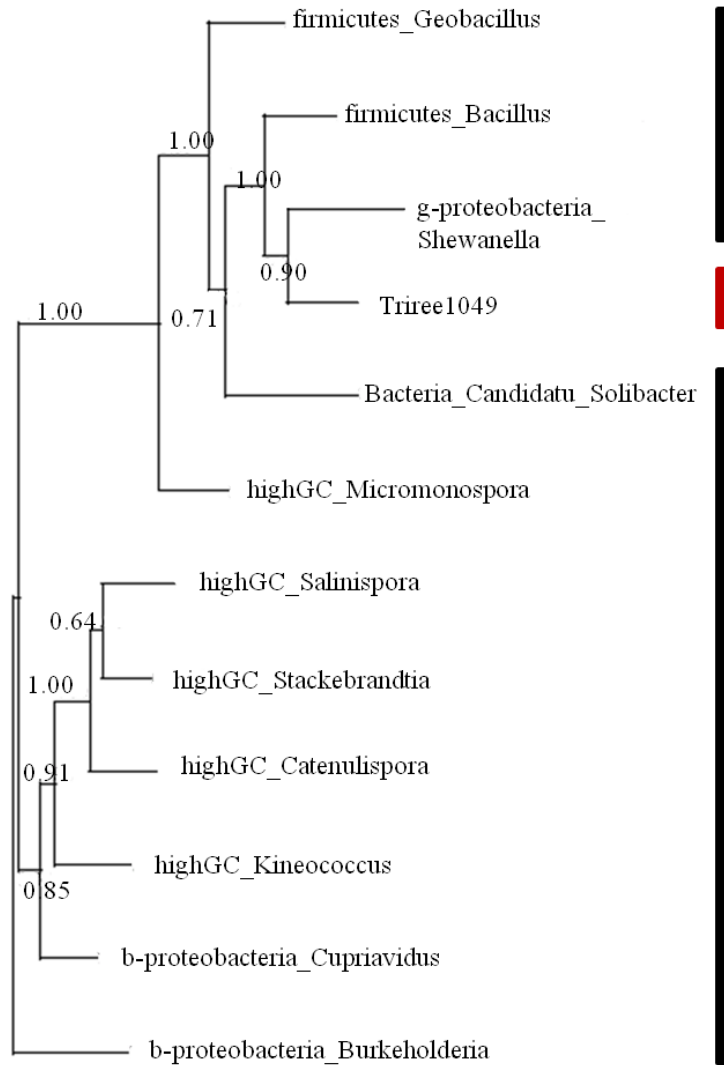 firmicutes_Geobacillus
firmicutes_Bacillus
1.00
1.00
g-proteobacteria_
Shewanella
0.90
Triree1049
1.00
0.71
Bacteria_Candidatu_Solibacter
highGC_Micromonospora
highGC_Salinispora
0.64
highGC_Stackebrandtia
1.00
highGC_Catenulispora
0.91
highGC_Kineococcus
0.85
b-proteobacteria_Cupriavidus
b-proteobacteria_Burkeholderia